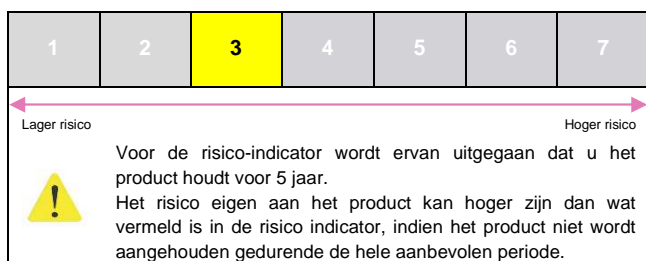 1 2 3 4 5 6 7
Lager risico Hoger risico
Voor de risico-indicator wordt ervan uitgegaan dat u het
product houdt voor 5 jaar.
Het risico eigen aan het product kan hoger zijn dan wat
vermeld is in de risico indicator, indien het product niet wordt
aangehouden gedurende de hele aanbevolen periode.